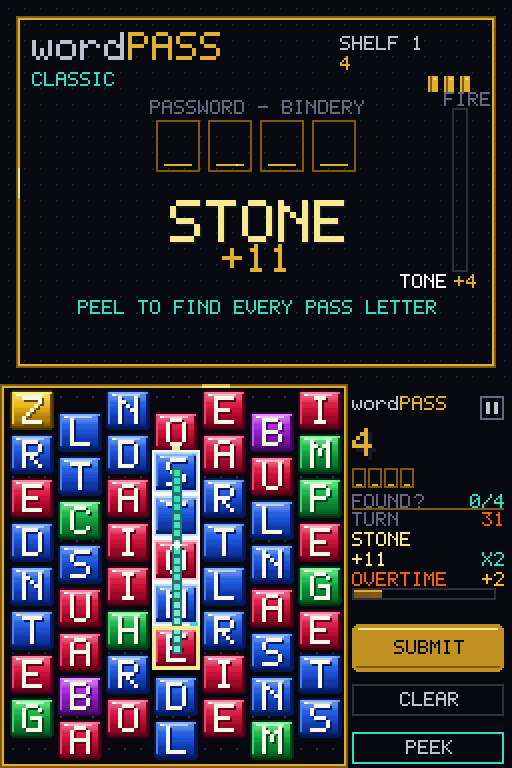 wordPASS
SHELF 1
4
CLASSIC
FIRE
PASSWORD - BINDERY
STONE
+11
TONE +4
PEEL TO FIND EVERY PASS LETTER
Z N E I
L O B
R D A M
T S U
E A R P
C T L
D I T E
S O N
N I L G
U N A
T H R E
A E S
E R I T
B D N
G O E S
A L M
wordPASS
4
FOUND? 0/4
TURN 31
STONE
+11 X2
OVERTIME +2
SUBMIT
CLEAR
PEEK